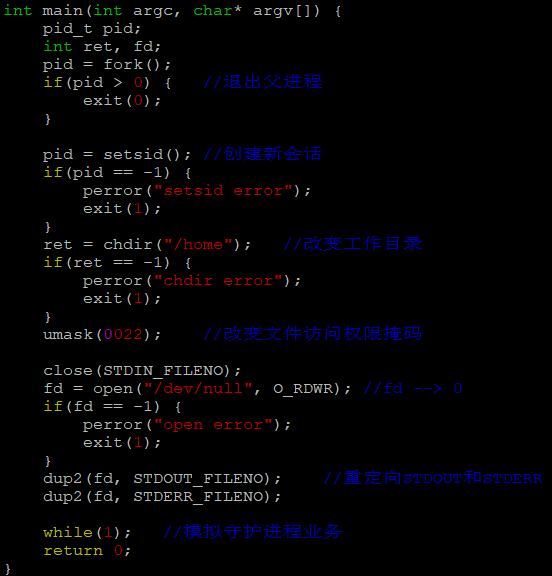 int main(int argc, char* argv[]) {
    pid_t pid;
    int ret, fd;
    pid = fork();
    if(pid > 0) {   //退出父进程
        exit(0);
    }

    pid = setsid(); //创建新会话
    if(pid == -1) {
        perror("setsid error");
        exit(1);
    }
    ret = chdir("/home");   //改变工作目录
    if(ret == -1) {
        perror("chdir error");
        exit(1);
    }
    umask(0022);    //改变文件访问权限掩码

    close(STDIN_FILENO);
    fd = open("/dev/null", O_RDWR); //fd --> 0
    if(fd == -1) {
        perror("open error");
        exit(1);
    }
    dup2(fd, STDOUT_FILENO);    //重定向STDOUT和STDERR
    dup2(fd, STDERR_FILENO);

    while(1);   //模拟守护进程业务
    return 0;
}